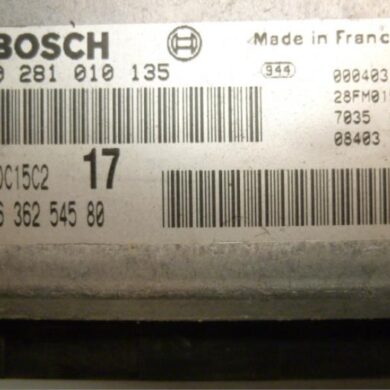 BOSCH Made in Franc
0 281 010 135 944 000403
28FM01
7035
08403
DC15C2 17
6 362 545 80